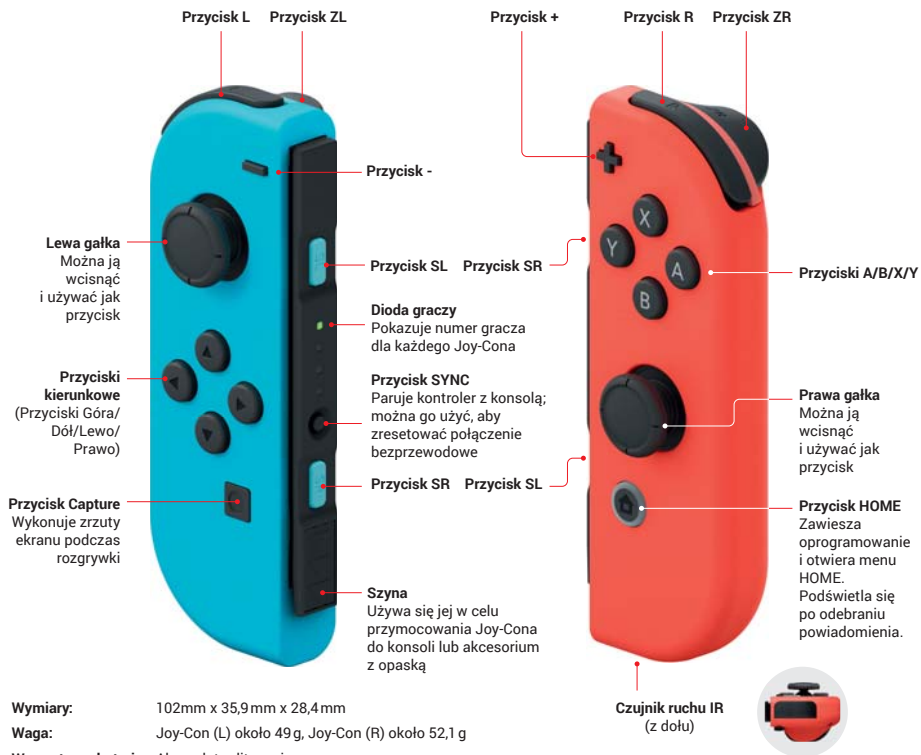 Przycisk L
Przycisk ZL
Przycisk +
Przycisk R
Przycisk ZR
Przycisk -
Lewa gałka
Można ją
wcisnąć
i używać jak
przycisk
Przycisk SL
Przycisk SR
X
Y
A
B
Przyciski A/B/X/Y
Dioda graczy
Pokazuje numer gracza
dla każdego Joy-Cona
Przyciski
kierunkowe
(Przyciski Góra/
Dół/Lewo/
Prawo)
Przycisk SYNC
Paruje kontroler z konsolą;
można go użyć, aby
zresetować połączenie
bezprzewodowe
Prawa gałka
Można ją
wcisnąć
i używać jak
przycisk
Przycisk SR
Przycisk SL
Przycisk Capture
Wykonuje zrzuty
ekranu podczas
rozgrywki
Przycisk HOME
Zawiesza
oprogramowanie
i otwiera menu
HOME.
Podświetla się
po odebraniu
powiadomienia.
Szyna
Używa się jej w celu
przymocowania Joy-Cona
do konsoli lub akcesorium
z opaską
Czujnik ruchu IR
(z dołu)
Wymiary: 102mm x 35,9 mm x 28,4 mm
Waga: Joy-Con (L) około 49 g, Joy-Con (R) około 52,1 g